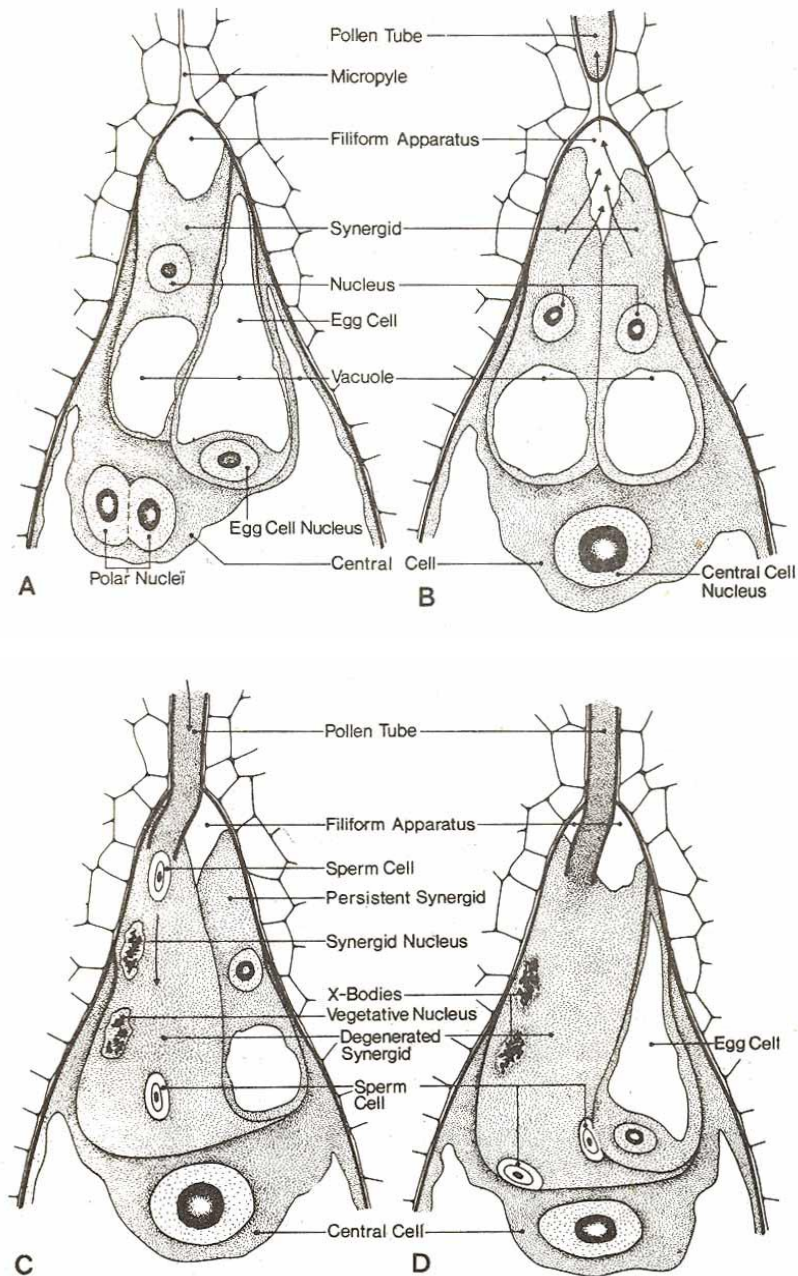 Pollen Tube
Micropyle
Filiform Apparatus
Synergid
Nucleus
Egg Cell
Vacuole
Egg Cell Nucleus
Central Cell
Polar Nucleï
A
B
Central Cell
Nucleus
Pollen Tube
Filiform Apparatus
Sperm Cell
Persistent Synergid
Synergid Nucleus
X-Bodies
Vegetative Nucleus
Degenerated
Synergid
Egg Cell
Sperm
Cell
Central Cell
C
D